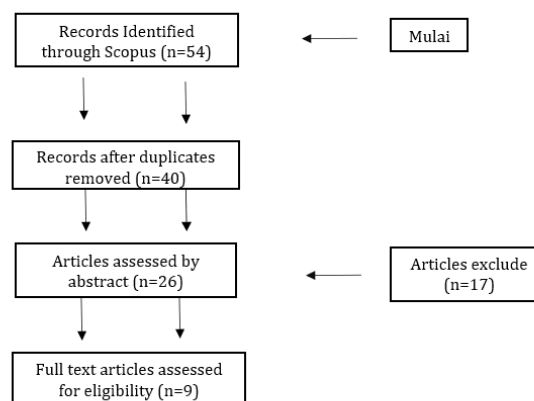 Records Identified
through Scopus (n=54)
Mulai
Records after duplicates
removed (n=40)
Articles assessed by
abstract (n=26)
Articles exclude
(n=17)
Full text articles assessed
for eligibility (n=9)